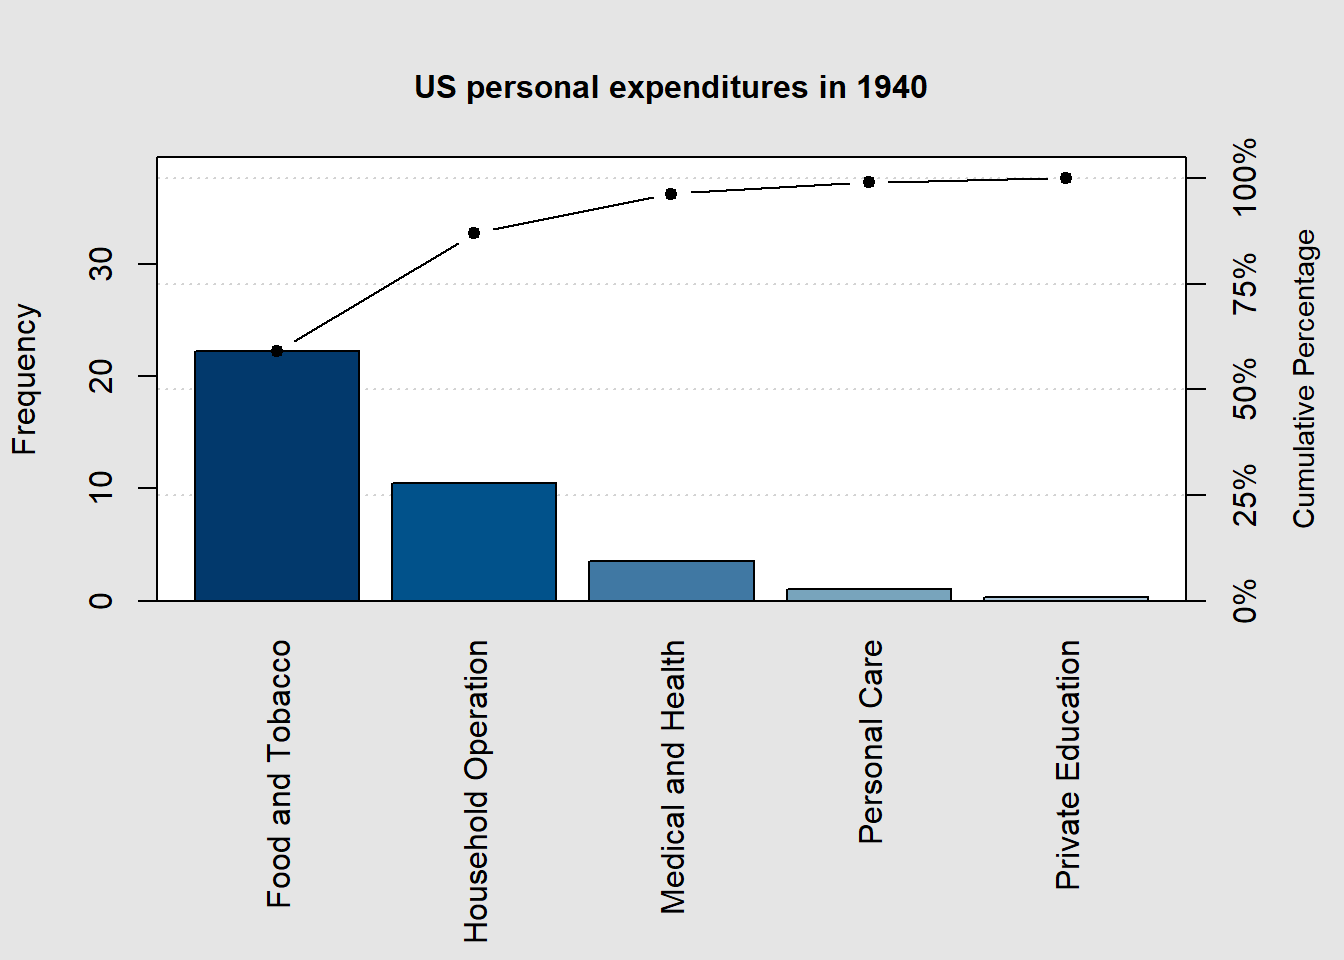 US personal expenditures in 1940
Frequency
30
20
10
0
100%
75%
50%
25%
0%
Cumulative Percentage
Food and Tobacco
Household Operation
Medical and Health
Personal Care
Private Education